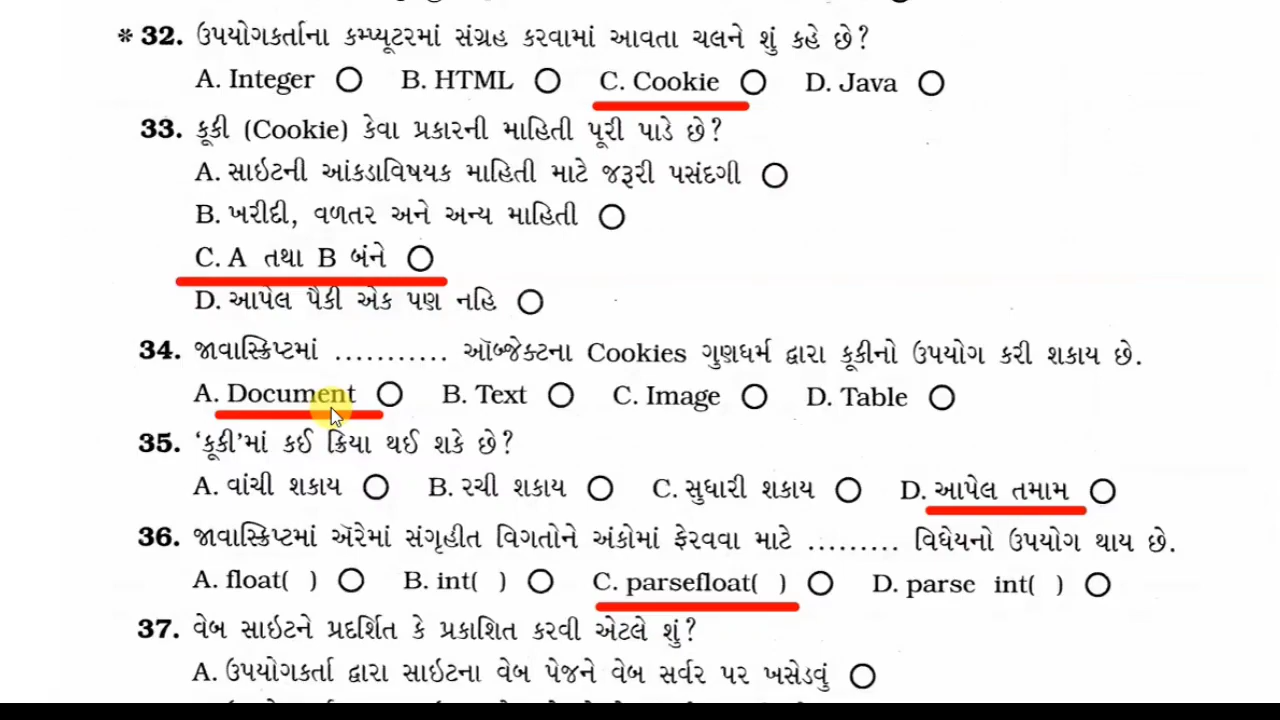 * 32. ઉપયોગકર્તાના કમ્પ્યૂટરમાં સંગ્રહ કરવામાં આવતા ચલને શું કહે છે?
A. Integer B. HTML C. Cookie D. Java
33. કૂકી (Cookie) કેવા પ્રકારની માહિતી પૂરી પાડે છે?
A. સાઇટની આંકડાવિષયક માહિતી માટે જરૂરી પસંદગી
B. ખરીદી, વળતર અને અન્ય માહિતી
C. A તથા B બંને
D. આપેલ પૈકી એક પણ નહિ
34. જાવાસ્ક્રિપ્ટમાં ........... ઑબ્જેક્ટના Cookies ગુણધર્મ દ્વારા કૂકીનો ઉપયોગ કરી શકાય છે.
A. Document B. Text C. Image D. Table
35. ‘કૂકી’માં કઈ ક્રિયા થઈ શકે છે?
A. વાંચી શકાય B. રચી શકાય C. સુધારી શકાય D. આપેલ તમામ
36. જાવાસ્ક્રિપ્ટમાં ઍરેમાં સંગૃહીત વિગતોને અંકોમાં ફેરવવા માટે ......... વિધેયનો ઉપયોગ થાય છે.
A. float( ) B. int( ) C. parsefloat( ) D. parse int( )
37. વેબ સાઇટને પ્રદર્શિત કે પ્રકાશિત કરવી એટલે શું?
A. ઉપયોગકર્તા દ્વારા સાઇટના વેબ પેજને વેબ સર્વર પર ખસેડવું